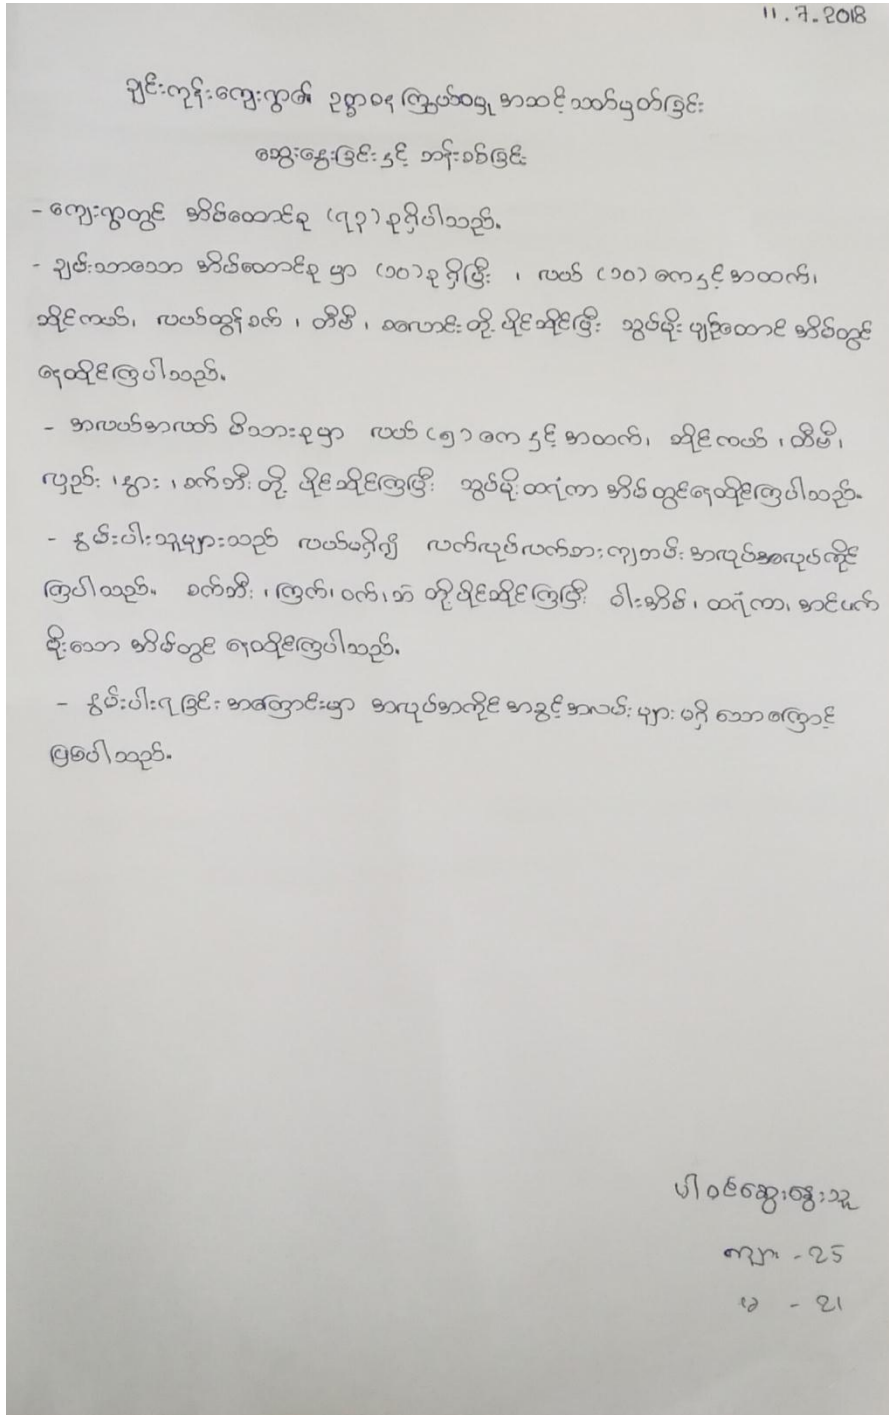 11.7.2018
ချင်းကုန်းကျေးရွာ၏ ဥစ္စာဓန ကြွယ်ဝမှု အဆင့်သတ်မှတ်ခြင်း
ဆွေးနွေးခြင်းနှင့် ဘန်းစစ်ခြင်း
- ကျေးရွာတွင် အိမ်ထောင်စု (၇၃) စုရှိပါသည်။
- ချမ်းသာသော အိမ်ထောင်စု မှာ (၁၀) စုရှိပြီး ၊ လယ် (၁၀) ဧကနှင့်အထက်၊
ဆိုင်ကယ်၊ လယ်ထွန်စက် ၊ တီဗီ ၊ စလောင်းတို့ ပိုင်ဆိုင်ပြီး သွပ်မိုး ပျဉ်ထောင် အိမ်တွင်
နေထိုင်ကြပါသည်။
- အလယ်အလတ် မိသားစုမှာ လယ် (၅) ဧကနှင့်အထက်၊ ဆိုင်ကယ် ၊ တီဗီ ၊
လှည်း ၊ နွား ၊ စက်ဘီး တို့ ပိုင်ဆိုင်ကြပြီး သွပ်မိုးထရံကာ အိမ်တွင်နေထိုင်ကြပါသည်။
- နွမ်းပါးသူများသည် လယ်မရှိ၍ လက်လုပ်လက်စားကျဘမ်းအလုပ်အလုပ်ကိုင်
ကြပါသည်။ စက်ဘီး ၊ ကြက်၊ ဝက်၊ ဘဲ တို့ ပိုင်ဆိုင်ကြပြီး ဝါးအိမ် ၊ ထရံကာ၊ အင်ဖက်
မိုးသော အိမ်တွင် နေထိုင်ကြပါသည်။
- နွမ်းပါးရခြင်း အကြောင်းမှာ အလုပ်အကိုင် အခွင့်အလမ်းများ မရှိသောကြောင့်
ဖြစ်ပါသည်။
ပါဝင်ဆွေးနွေးသူ
ကျား - 25
မ - 21